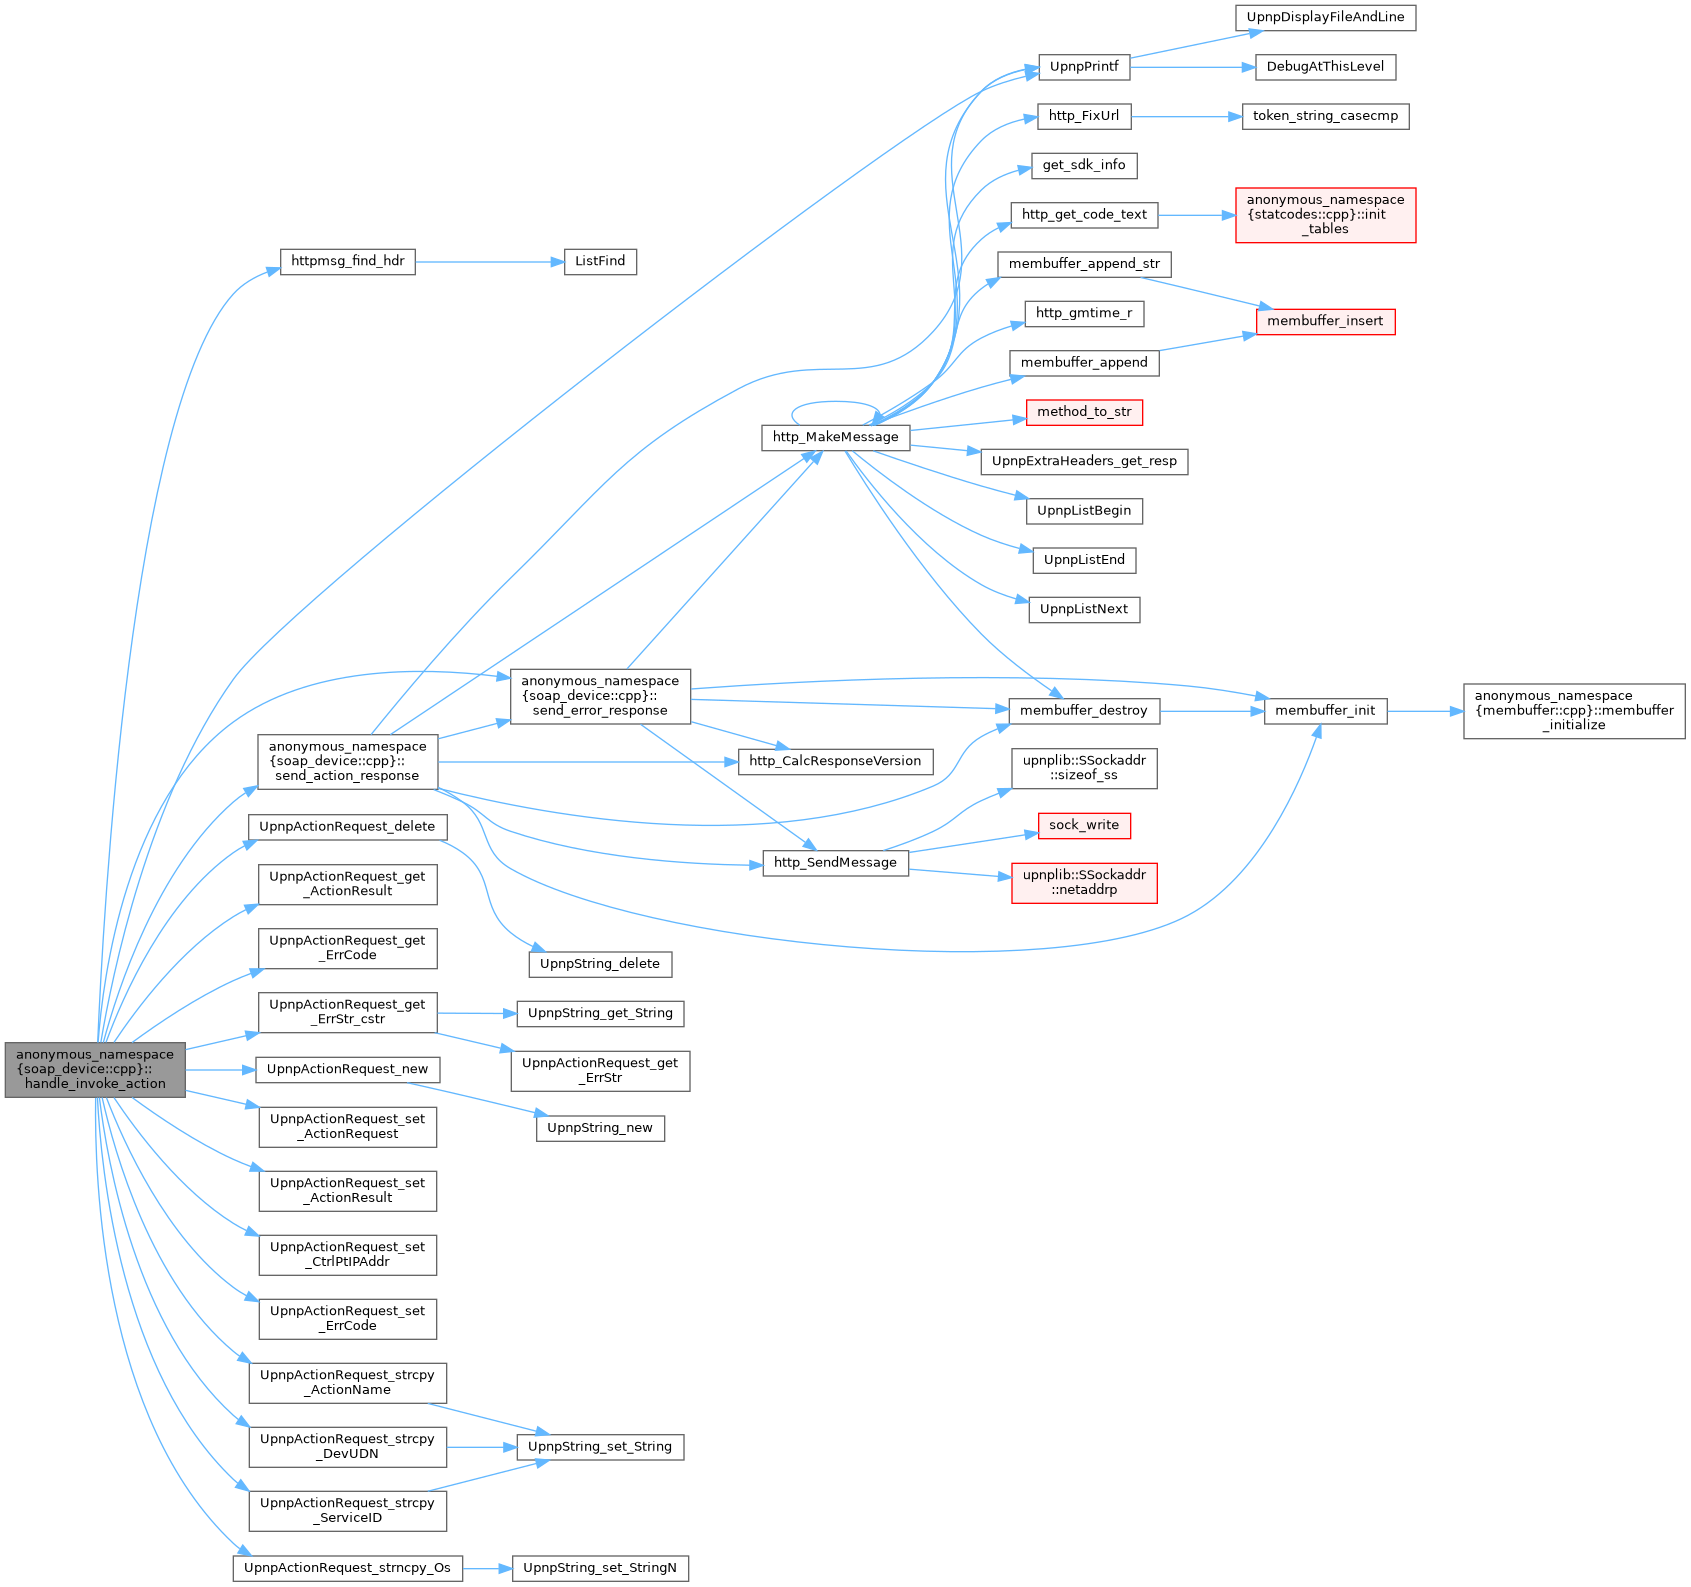 UpnpDisplayFileAndLine
UpnpPrintf
DebugAtThisLevel
http_FixUrl
token_string_casecmp
get_sdk_info
http_get_code_text
anonymous_namespace
{statcodes::cpp}::init
_tables
httpmsg_find_hdr
ListFind
membuffer_append_str
http_gmtime_r
membuffer_insert
membuffer_append
method_to_str
http_MakeMessage
UpnpExtraHeaders_get_resp
UpnpListBegin
UpnpListEnd
UpnpListNext
anonymous_namespace
{soap_device::cpp}::
send_error_response
membuffer_destroy
membuffer_init
anonymous_namespace
{membuffer::cpp}::membuffer
_initialize
anonymous_namespace
{soap_device::cpp}::
send_action_response
http_CalcResponseVersion
upnplib::SSockaddr
::sizeof_ss
UpnpActionRequest_delete
sock_write
http_SendMessage
upnplib::SSockaddr
::netaddrp
UpnpActionRequest_get
_ActionResult
UpnpActionRequest_get
_ErrCode
UpnpString_delete
UpnpActionRequest_get
_ErrStr_cstr
UpnpString_get_String
anonymous_namespace
{soap_device::cpp}::
handle_invoke_action
UpnpActionRequest_new
UpnpActionRequest_get
_ErrStr
UpnpActionRequest_set
_ActionRequest
UpnpString_new
UpnpActionRequest_set
_ActionResult
UpnpActionRequest_set
_CtrlPtIPAddr
UpnpActionRequest_set
_ErrCode
UpnpActionRequest_strcpy
_ActionName
UpnpActionRequest_strcpy
_DevUDN
UpnpString_set_String
UpnpActionRequest_strcpy
_ServiceID
UpnpActionRequest_strncpy_Os
UpnpString_set_StringN